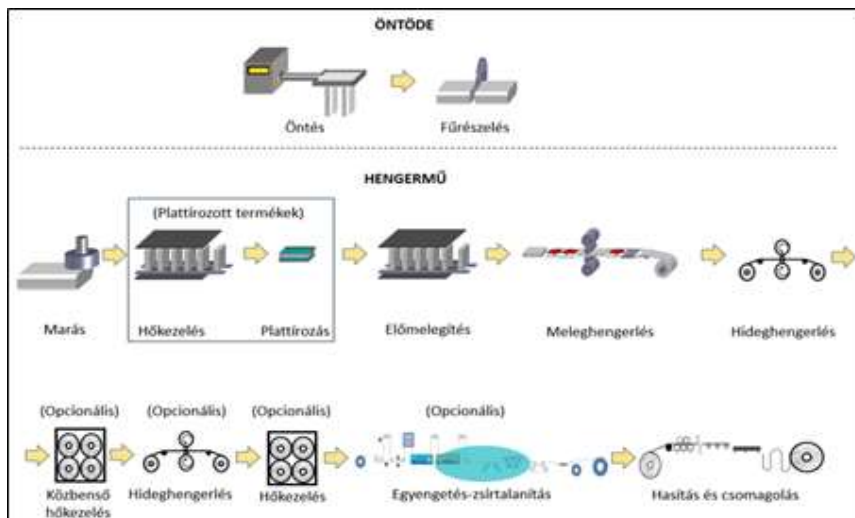 ÖNTÖDE
Öntés
Fűrészelés
HENGERMŰ
(Plattírozott termékek)
Marás
Hőkezelés
Plattírozás
Előmelegítés
Meleghengerlés
Hideghengerlés
(Opcionális)
(Opcionális)
(Opcionális)
(Opcionális)
Közbenső
hőkezelés
Hideghengerlés
Hőkezelés
Egyengetés-zsírtalanítás
Hasítás és csomagolás